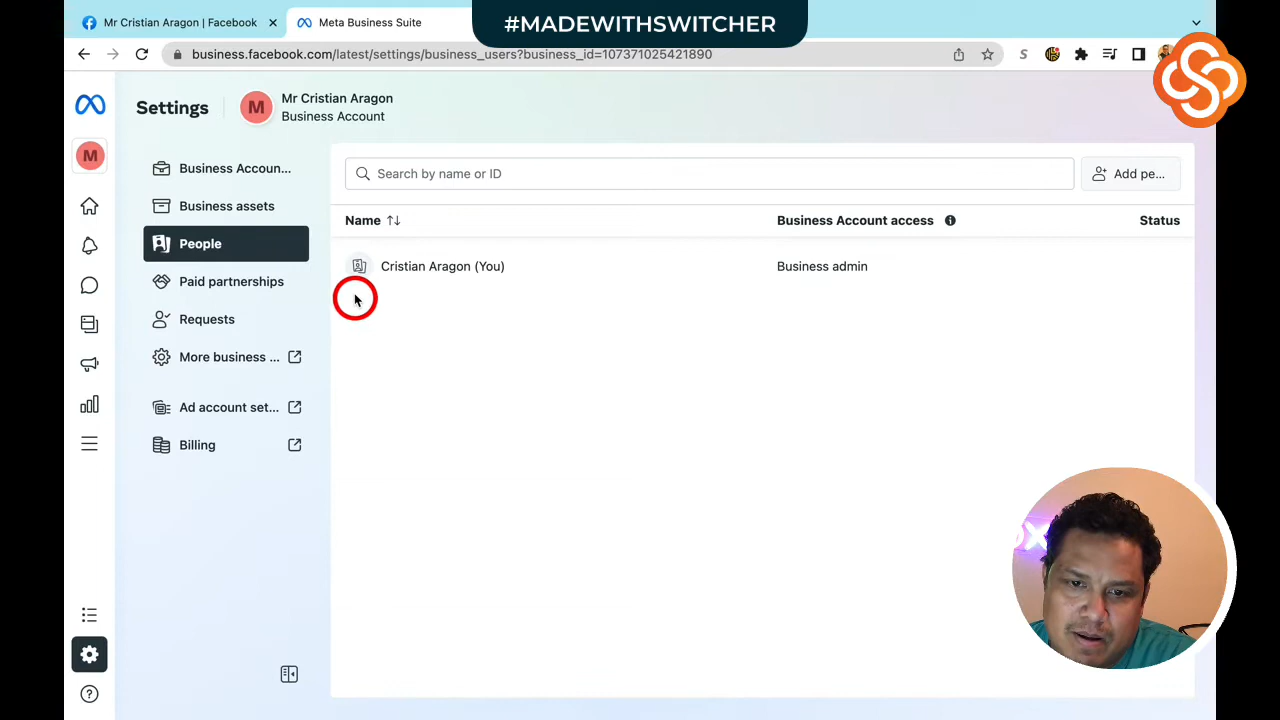 Mr Cristian Aragon | Facebook
Meta Business Suite
#MADEWITHSWITCHER
business.facebook.com/latest/settings/business_users?business_id=107371025421890
Settings
M
Mr Cristian Aragon
Business Account
M
Business Accoun...
Business assets
People
Paid partnerships
Requests
More business ...
Ad account set...
Billing
Search by name or ID
Add pe...
Name
Business Account access
Status
Cristian Aragon (You)
Business admin